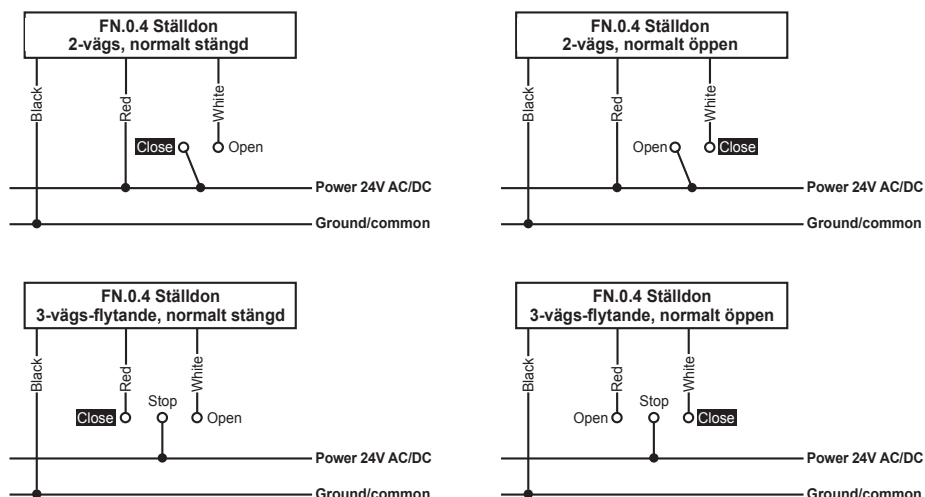 FN.0.4 Ställdon
2-vägs, normalt stängd
Black
Red
White
Close
Open
Power 24V AC/DC
Ground/common
FN.0.4 Ställdon
2-vägs, normalt öppen
Black
Red
White
Open
Close
Power 24V AC/DC
Ground/common
FN.0.4 Ställdon
3-vägs-flytande, normalt stängd
Black
Red
White
Stop
Close
Open
Power 24V AC/DC
Ground/common
FN.0.4 Ställdon
3-vägs-flytande, normalt öppen
Black
Red
White
Stop
Open
Close
Power 24V AC/DC
Ground/common